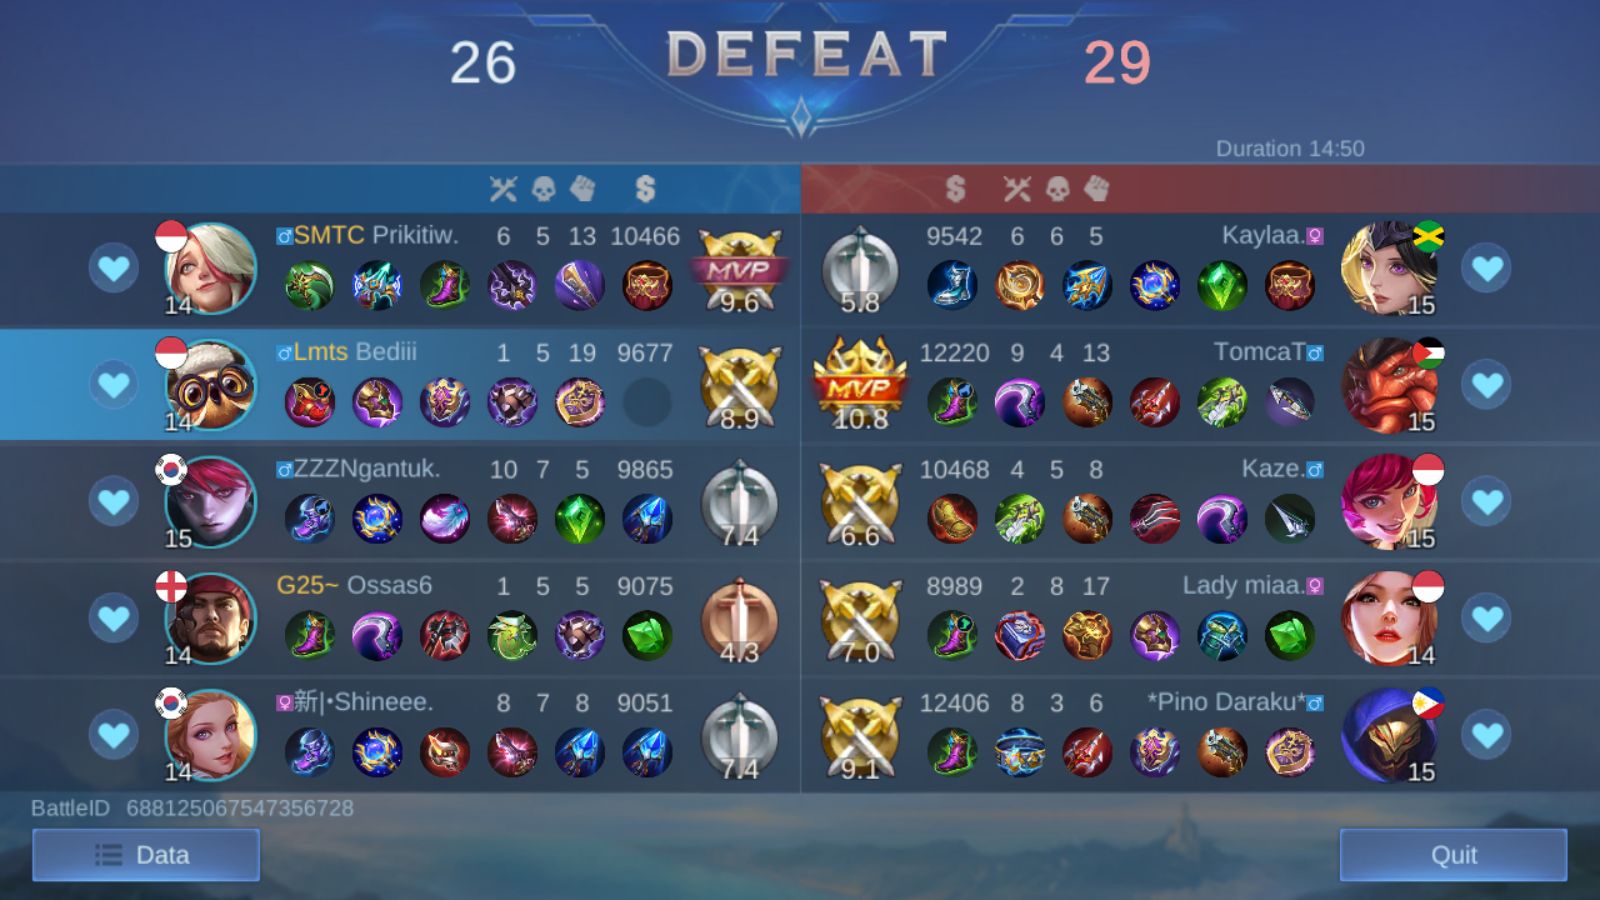 26 DEFEAT 29
Duration 14:50
SMTC Prikitiw. 6 5 13 10466 MVP 9.6 14
5.8 9542 6 6 5 Kaylaa. 15
Lmts Bediii 1 5 19 9677 8.9 14
MVP 10.8 12220 9 4 13 TomcaT 15
ZZZNgantuk. 10 7 5 9865 7.4 15
6.6 10468 4 5 8 Kaze. 15
G25~ Ossas6 1 5 5 9075 4.3 14
7.0 8989 2 8 17 Lady miaa. 14
新|•Shineee. 8 7 8 9051 7.4 14
9.1 12406 8 3 6 *Pino Daraku* 15
BattleID 688125067547356728
Data Quit